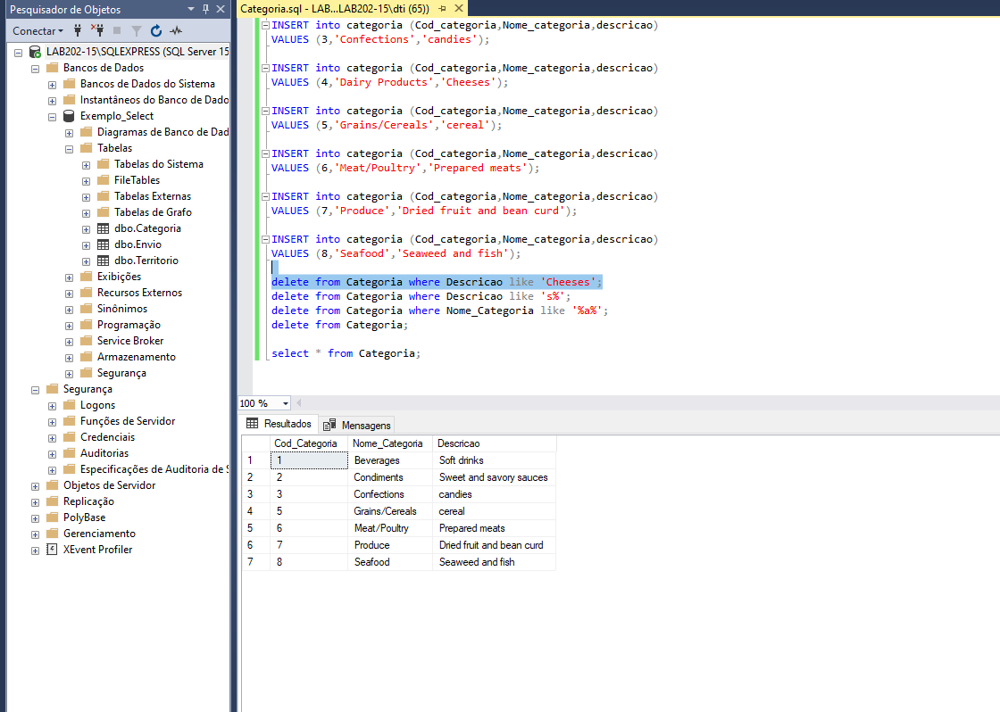 Pesquisador de Objetos
Conectar
LAB202-15\SQLEXPRESS (SQL Server 15
Bancos de Dados
Bancos de Dados do Sistema
Instantâneos do Banco de Dado
Exemplo_Select
Diagramas de Banco de Dad
Tabelas
Tabelas do Sistema
FileTables
Tabelas Externas
Tabelas de Grafo
dbo.Categoria
dbo.Envio
dbo.Territorio
Exibições
Recursos Externos
Sinônimos
Programação
Service Broker
Armazenamento
Segurança
Segurança
Logons
Funções de Servidor
Credenciais
Auditorias
Especificações de Auditoria de S
Objetos de Servidor
Replicação
PolyBase
Gerenciamento
XEvent Profiler
Categoria.sql - LAB...LAB202-15\dti (65))
INSERT into categoria (Cod_categoria,Nome_categoria,descricao)
VALUES (3,'Confections','candies');
INSERT into categoria (Cod_categoria,Nome_categoria,descricao)
VALUES (4,'Dairy Products','Cheeses');
INSERT into categoria (Cod_categoria,Nome_categoria,descricao)
VALUES (5,'Grains/Cereals','cereal');
INSERT into categoria (Cod_categoria,Nome_categoria,descricao)
VALUES (6,'Meat/Poultry','Prepared meats');
INSERT into categoria (Cod_categoria,Nome_categoria,descricao)
VALUES (7,'Produce','Dried fruit and bean curd');
INSERT into categoria (Cod_categoria,Nome_categoria,descricao)
VALUES (8,'Seafood','Seaweed and fish');
delete from Categoria where Descricao like 'Cheeses';
delete from Categoria where Descricao like 's%';
delete from Categoria where Nome_Categoria like '%a%';
delete from Categoria;
select * from Categoria;
100 %
Resultados Mensagens
Cod_Categoria Nome_Categoria Descricao
1 1 Beverages Soft drinks
2 2 Condiments Sweet and savory sauces
3 3 Confections candies
4 5 Grains/Cereals cereal
5 6 Meat/Poultry Prepared meats
6 7 Produce Dried fruit and bean curd
7 8 Seafood Seaweed and fish